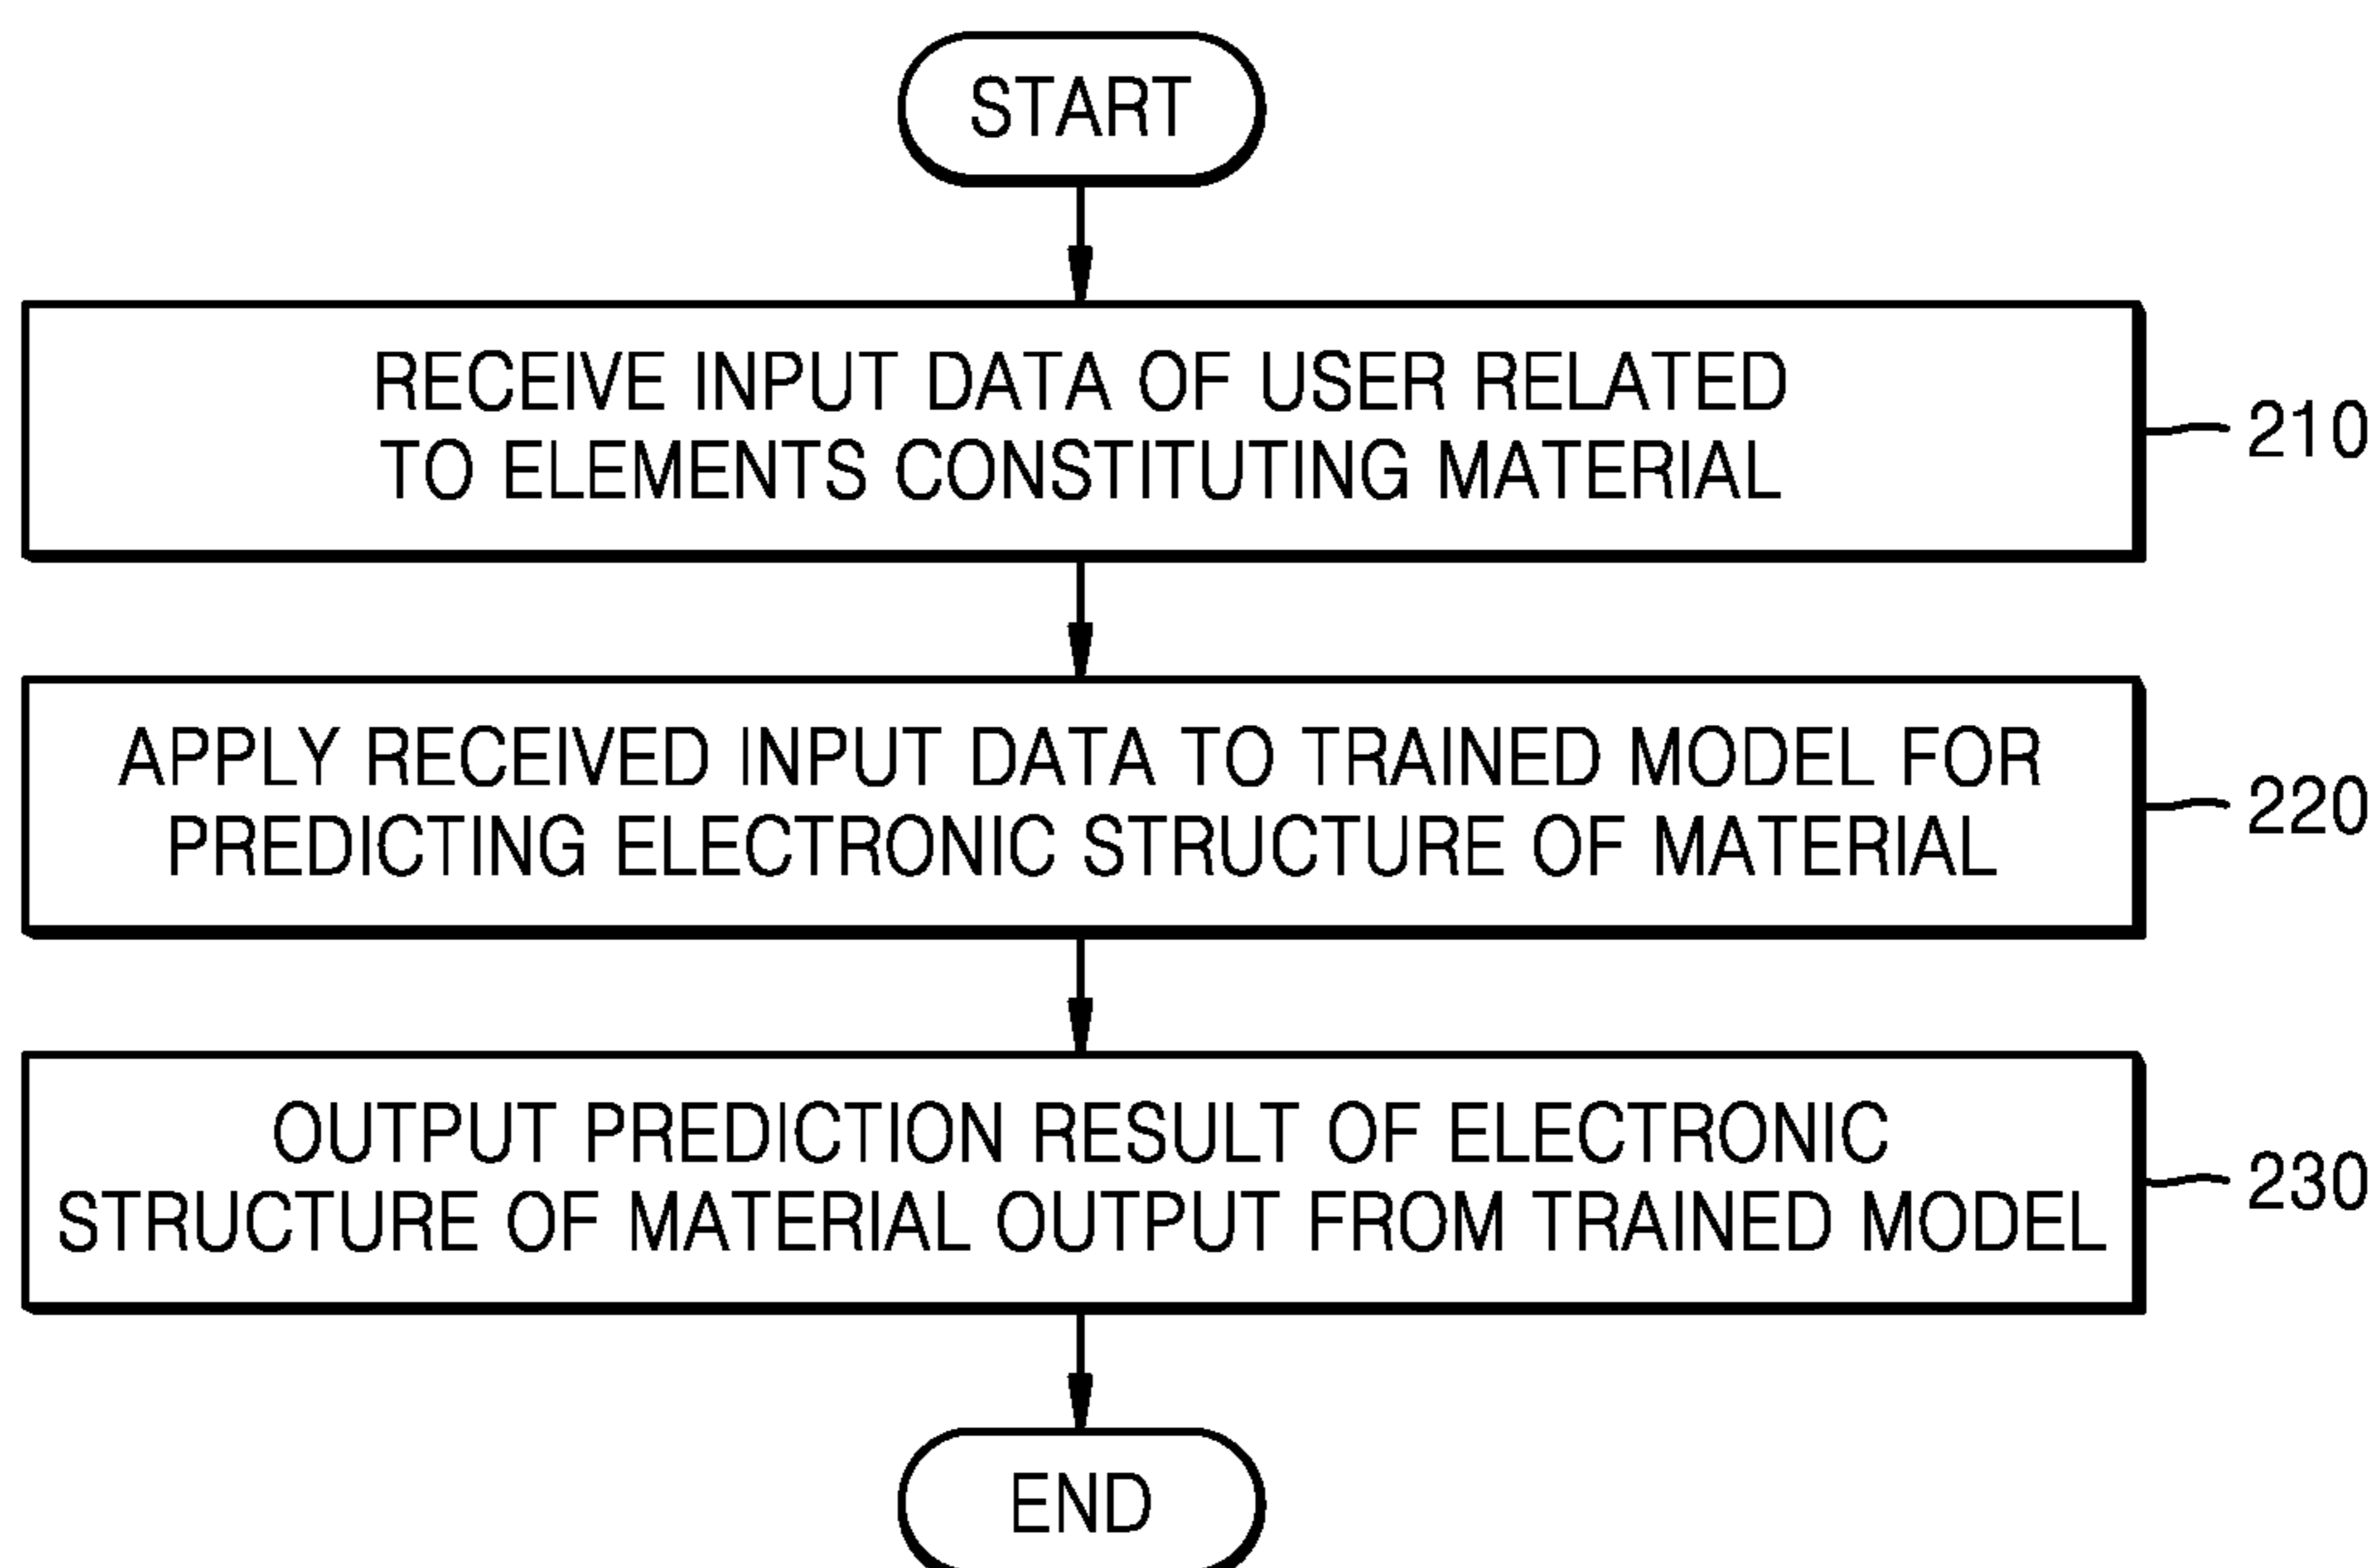 START
RECEIVE INPUT DATA OF USER RELATED
TO ELEMENTS CONSTITUTING MATERIAL
210
APPLY RECEIVED INPUT DATA TO TRAINED MODEL FOR
PREDICTING ELECTRONIC STRUCTURE OF MATERIAL
220
OUTPUT PREDICTION RESULT OF ELECTRONIC
STRUCTURE OF MATERIAL OUTPUT FROM TRAINED MODEL
230
END